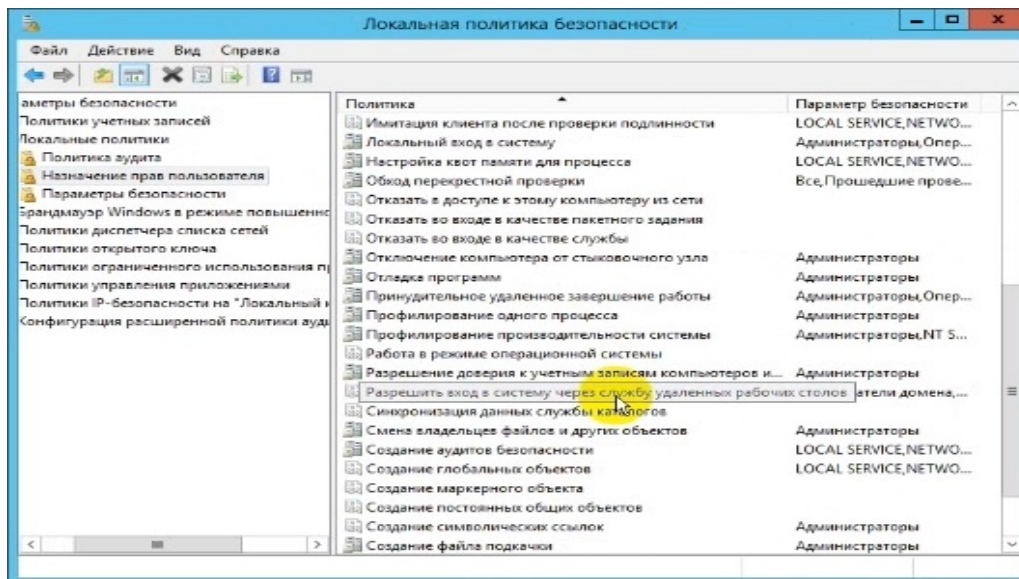 Локальная политика безопасности
Файл Действие Вид Справка
аметры безопасности
Политики учетных записей
Локальные политики
Политика аудита
Назначение прав пользователя
Параметры безопасности
Брандмауэр Windows в режиме повышенно
Политики диспетчера списка сетей
Политики открытого ключа
Политики ограниченного использования п
Политики управления приложениями
Политики IP-безопасности на "Локальный к
Конфигурация расширенной политики ауди
Политика Параметр безопасности
Имитация клиента после проверки подлинности LOCAL SERVICE,NETWO...
Локальный вход в систему Администраторы,Опер...
Настройка квот памяти для процесса LOCAL SERVICE,NETWO...
Обход перекрестной проверки Все,Прошедшие прове...
Отказать в доступе к этому компьютеру из сети
Отказать во входе в качестве пакетного задания
Отказать во входе в качестве службы
Отключение компьютера от стыковочного узла Администраторы
Отладка программ Администраторы
Принудительное удаленное завершение работы Администраторы,Опер...
Профилирование одного процесса Администраторы
Профилирование производительности системы Администраторы,NT S...
Работа в режиме операционной системы
Разрешение доверия к учетным записям компьютеров и... Администраторы
Разрешить вход в систему через службу удаленных рабочих столов атели домена,...
Синхронизация данных службы каталогов
Смена владельцев файлов и других объектов Администраторы
Создание аудитов безопасности LOCAL SERVICE,NETWO...
Создание глобальных объектов LOCAL SERVICE,NETWO...
Создание маркерного объекта
Создание постоянных общих объектов
Создание символических ссылок Администраторы
Создание файла подкачки Администраторы